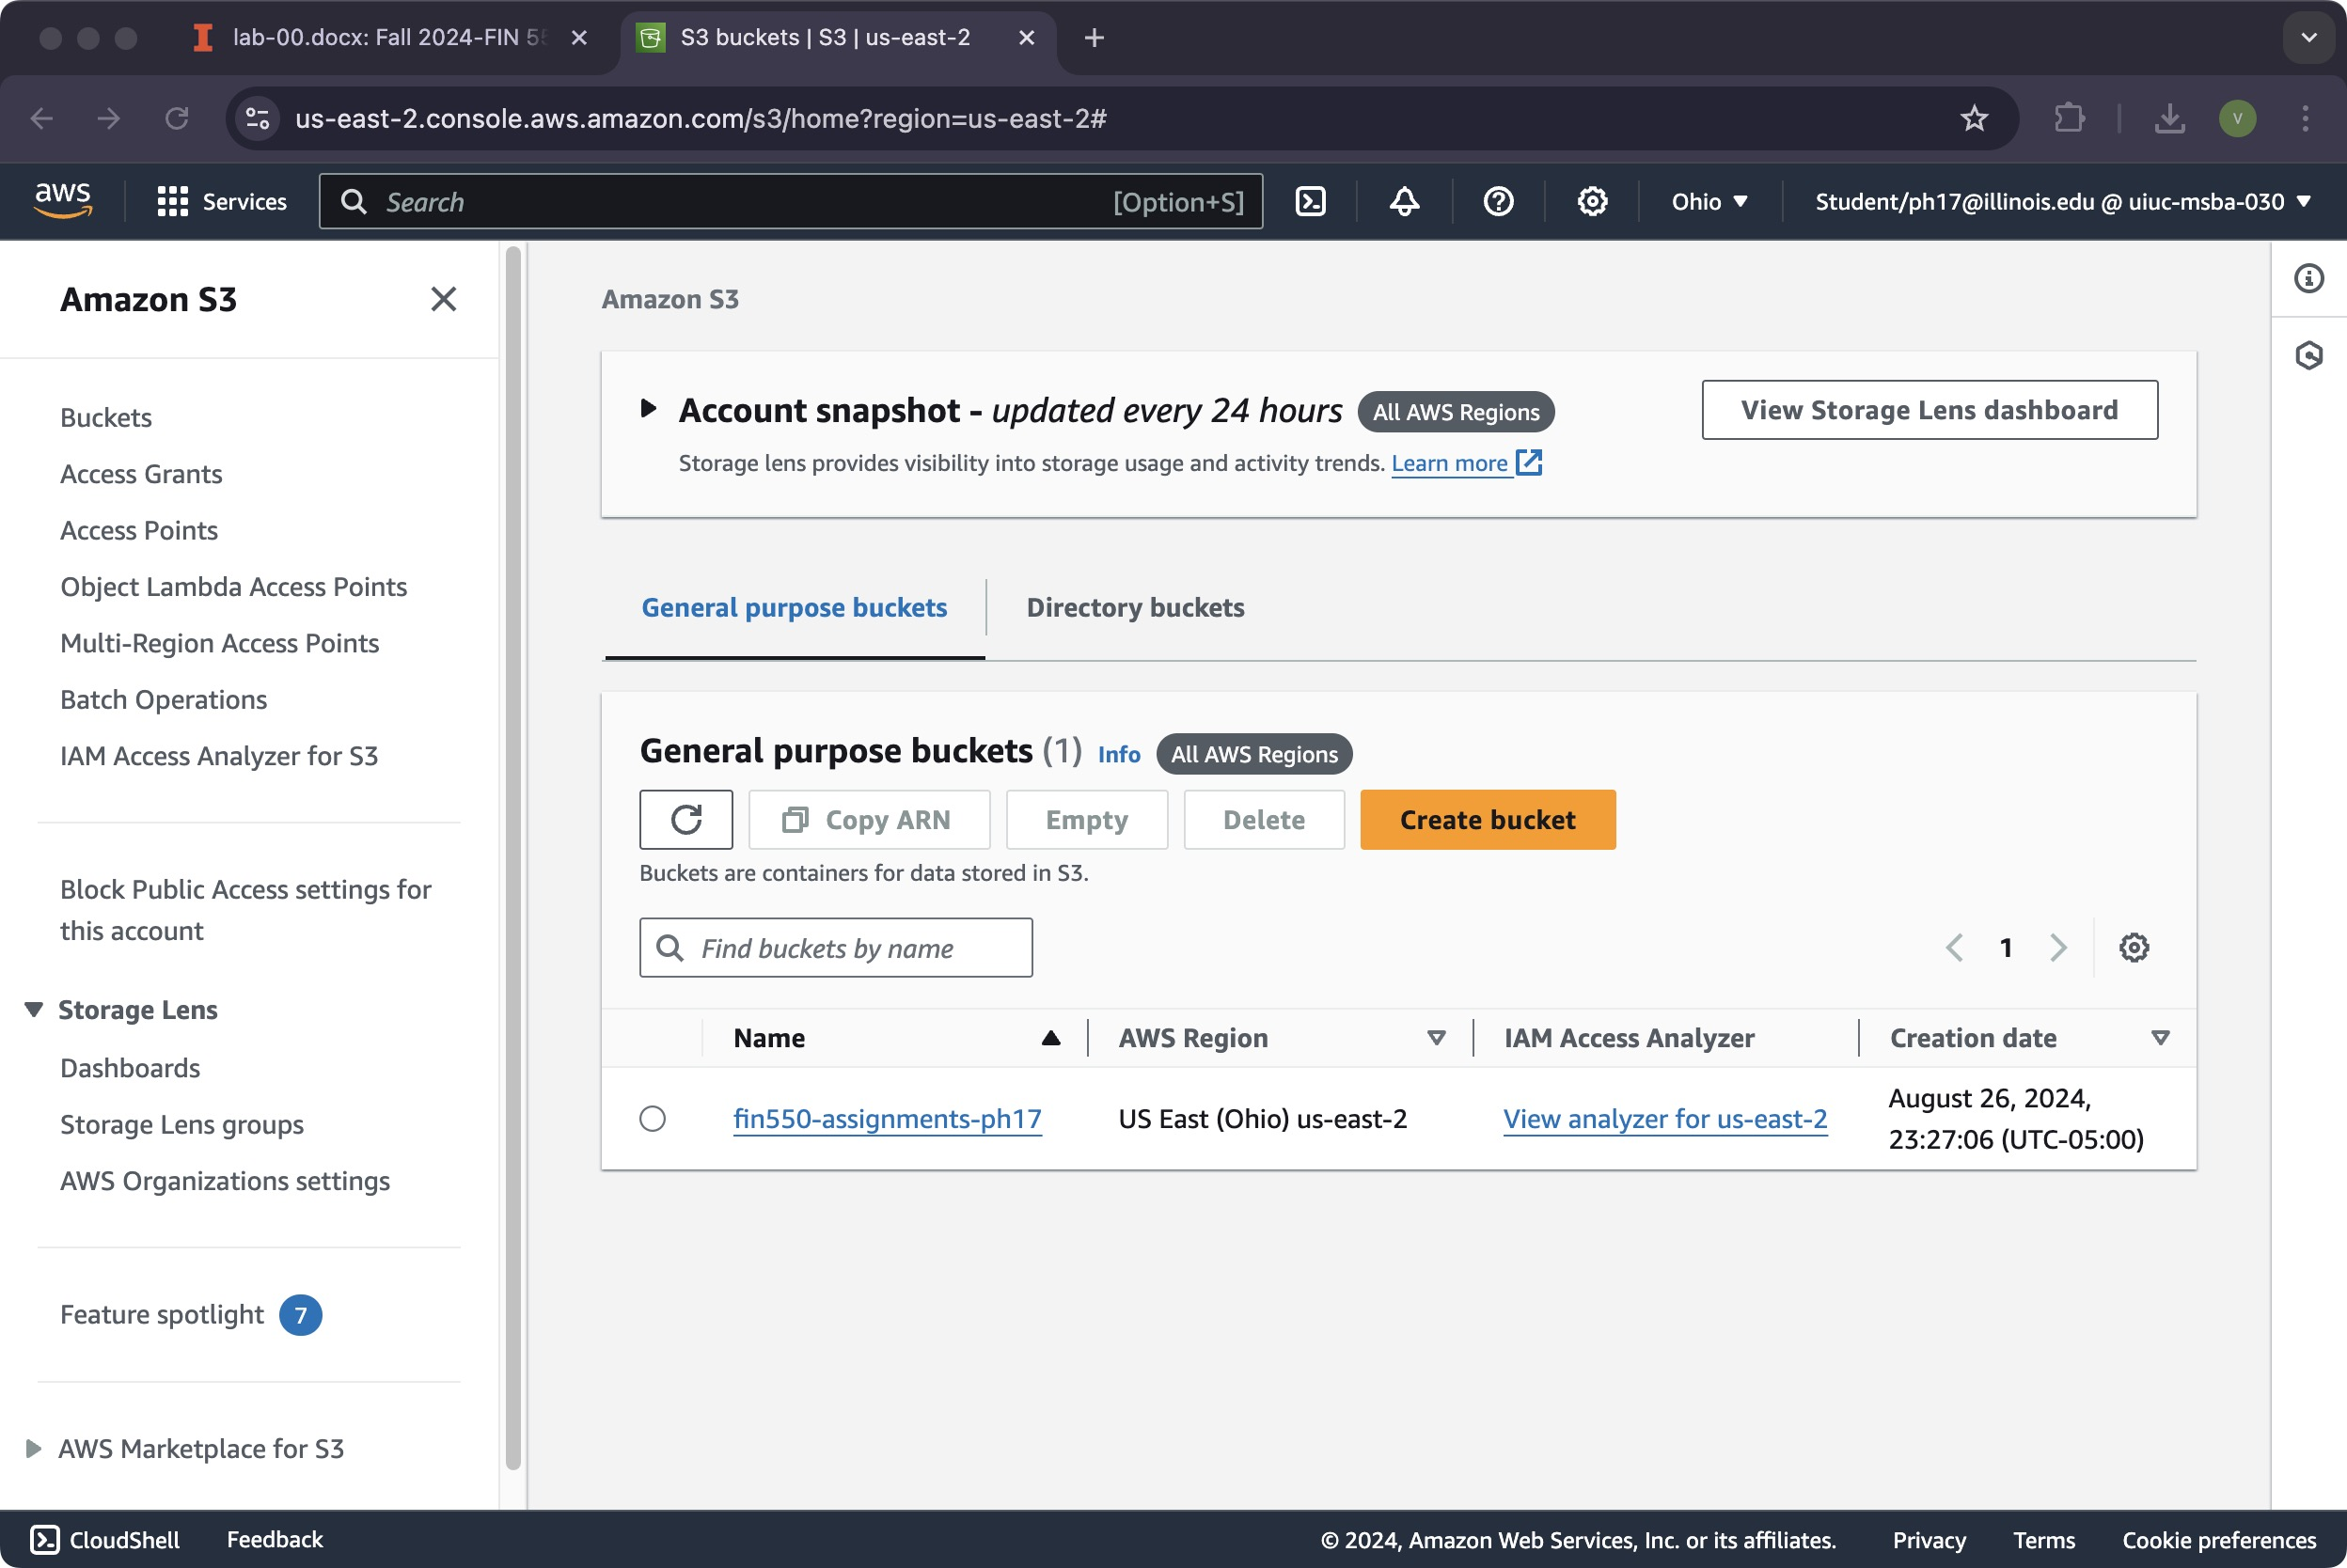 lab-00.docx: Fall 2024-FIN 55
S3 buckets | S3 | us-east-2
us-east-2.console.aws.amazon.com/s3/home?region=us-east-2#
V
aws
Services
Search
[Option+S]
Ohio
Student/ph17@illinois.edu @ uiuc-msba-030
Amazon S3
Buckets
Access Grants
Access Points
Object Lambda Access Points
Multi-Region Access Points
Batch Operations
IAM Access Analyzer for S3
Block Public Access settings for
this account
Storage Lens
Dashboards
Storage Lens groups
AWS Organizations settings
Feature spotlight 7
AWS Marketplace for S3
Amazon S3
Account snapshot - updated every 24 hours All AWS Regions
View Storage Lens dashboard
Storage lens provides visibility into storage usage and activity trends. Learn more
General purpose buckets
Directory buckets
General purpose buckets (1) Info All AWS Regions
Copy ARN
Empty
Delete
Create bucket
Buckets are containers for data stored in S3.
Find buckets by name
1
Name
AWS Region
IAM Access Analyzer
Creation date
fin550-assignments-ph17
US East (Ohio) us-east-2
View analyzer for us-east-2
August 26, 2024,
23:27:06 (UTC-05:00)
CloudShell
Feedback
© 2024, Amazon Web Services, Inc. or its affiliates.
Privacy
Terms
Cookie preferences